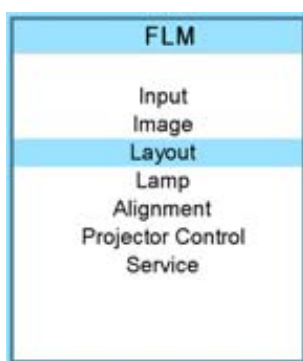 FLM
Input
Image
Layout
Lamp
Alignment
Projector Control
Service